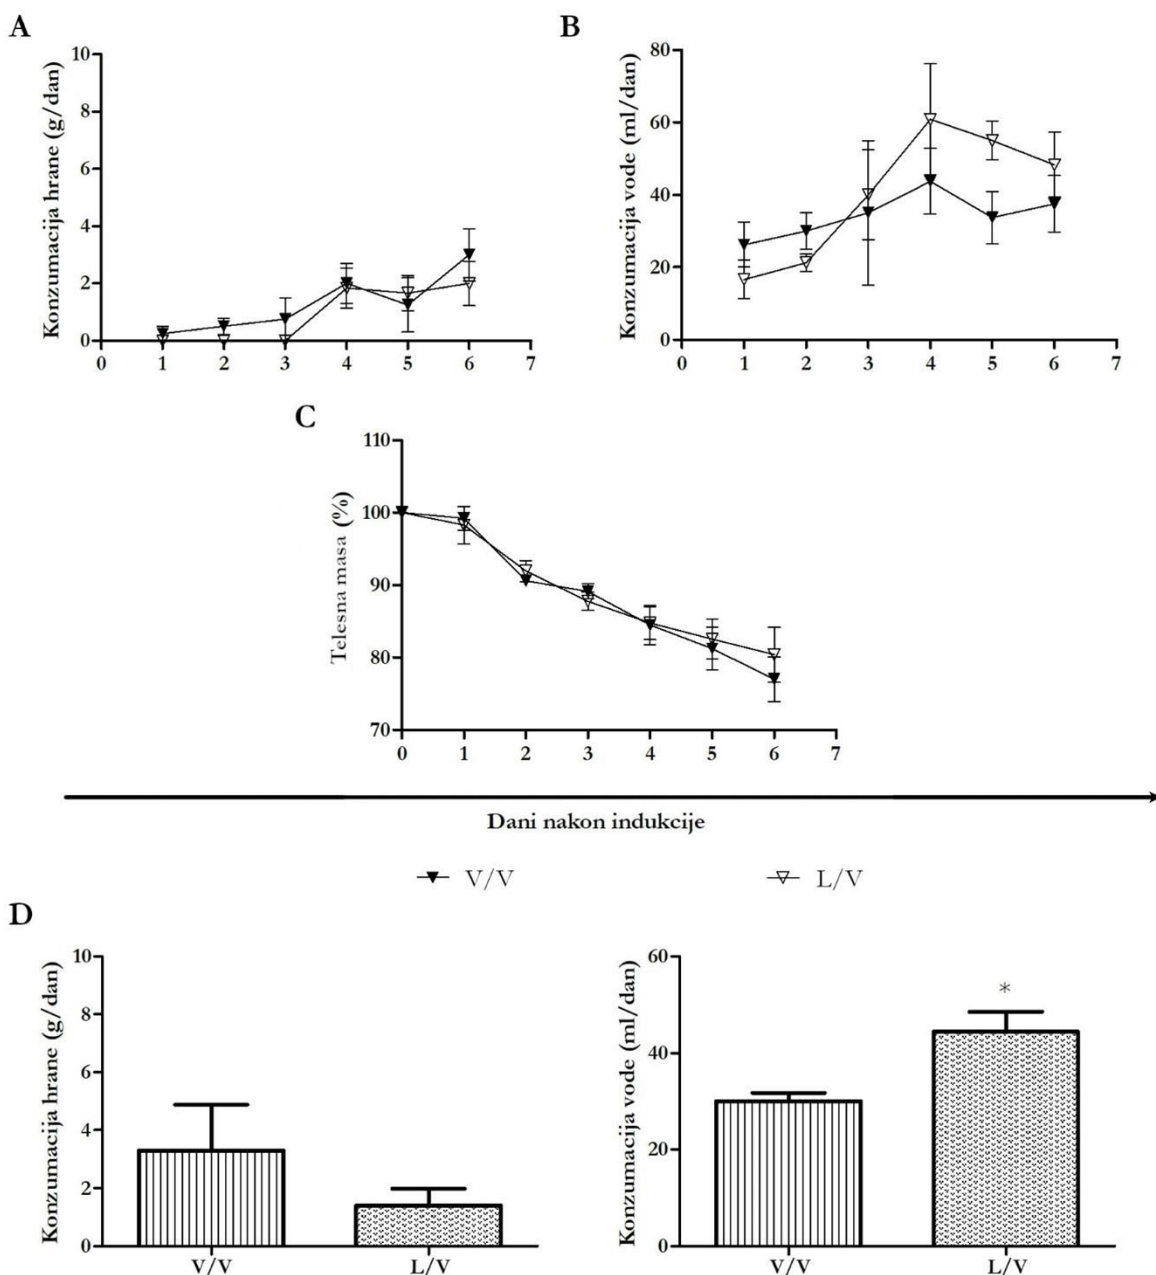 A
Konzumacija hrane (g/dan)
10
8
6
4
2
0
0 1 2 3 4 5 6 7
B
Konzumacija vode (ml/dan)
80
60
40
20
0
0 1 2 3 4 5 6 7
C
Telesna masa (%)
110
100
90
80
70
0 1 2 3 4 5 6 7
Dani nakon indukcije
V/V L/V
D
Konzumacija hrane (g/dan)
10
8
6
4
2
0
V/V L/V
Konzumacija vode (ml/dan)
60
40
20
0
*
V/V L/V